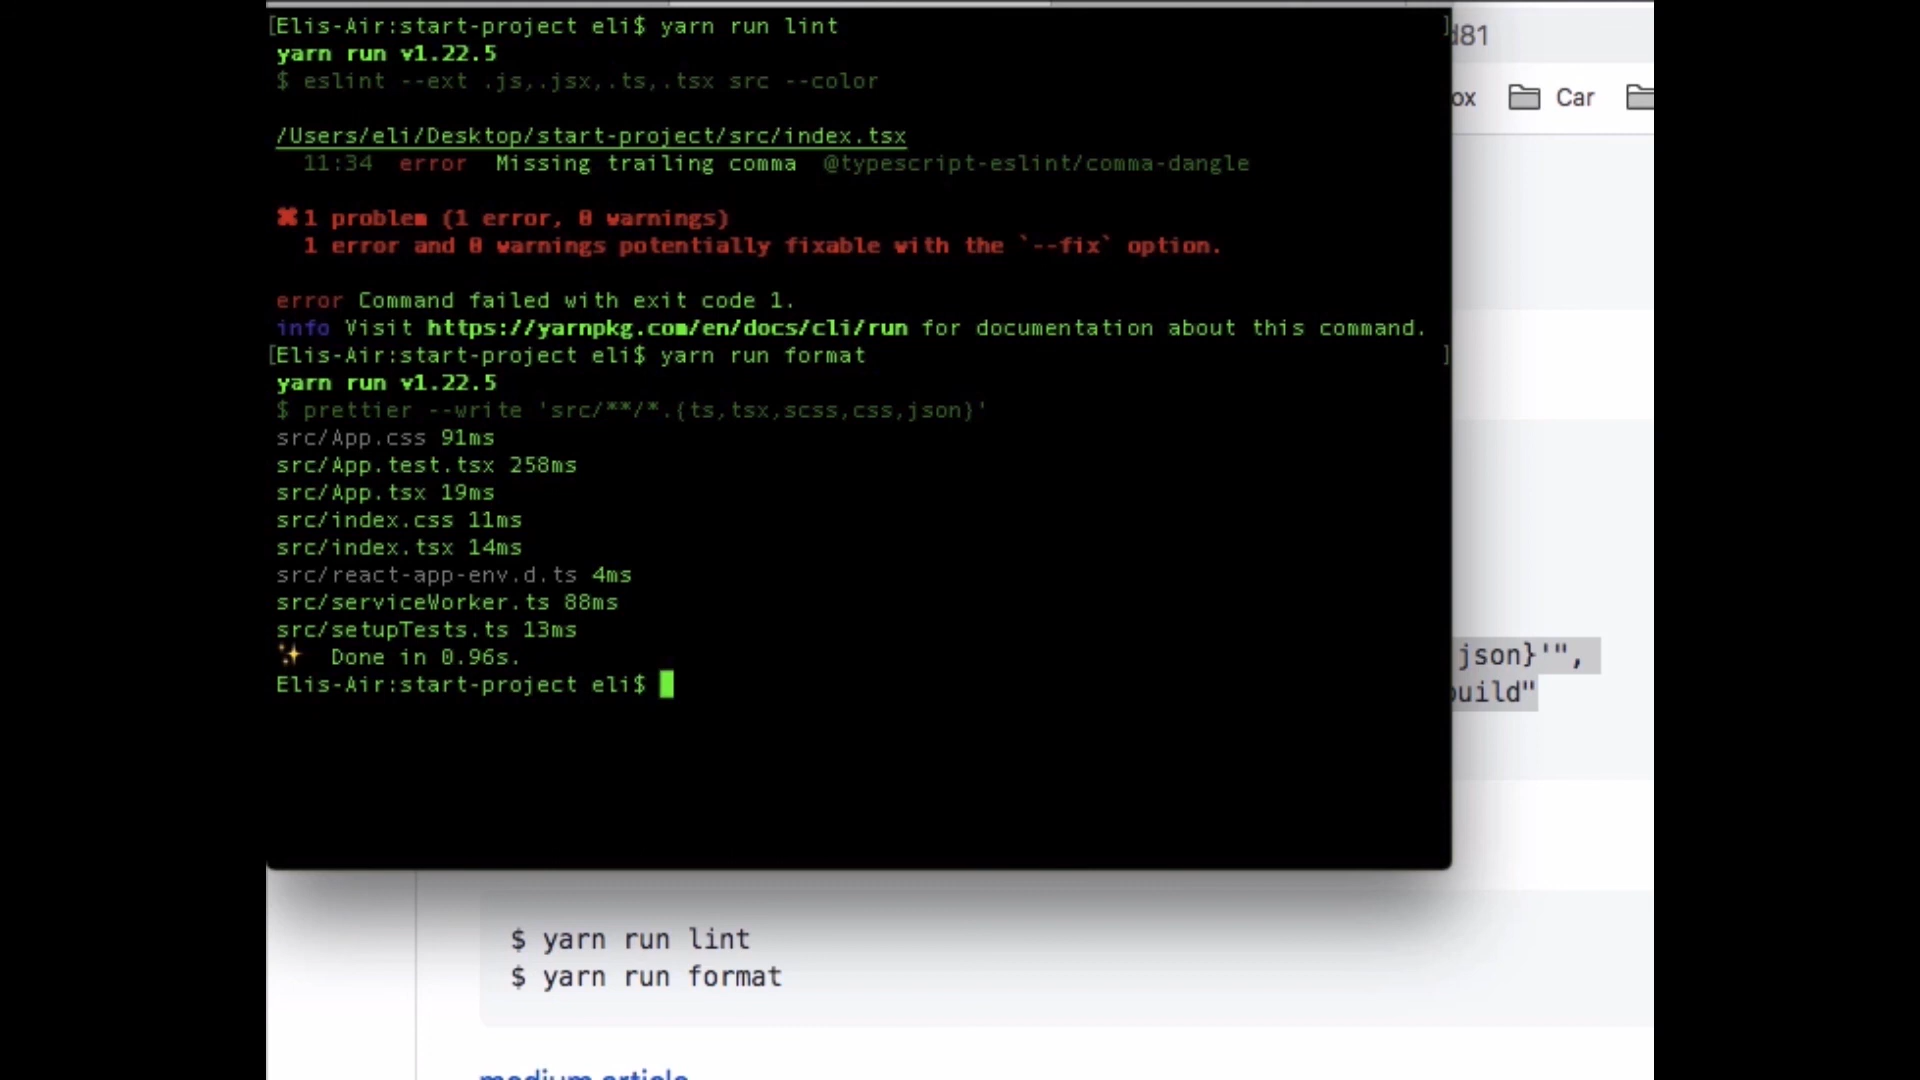 [Elis-Air:start-project eli$ yarn run lint ]
yarn run v1.22.5
$ eslint --ext .js,.jsx,.ts,.tsx src --color
/Users/eli/Desktop/start-project/src/index.tsx
11:34 error Missing trailing comma @typescript-eslint/comma-dangle
✖ 1 problem (1 error, 0 warnings)
1 error and 0 warnings potentially fixable with the `--fix` option.
error Command failed with exit code 1.
info Visit https://yarnpkg.com/en/docs/cli/run for documentation about this command.
[Elis-Air:start-project eli$ yarn run format ]
yarn run v1.22.5
$ prettier --write 'src/**/*.{ts,tsx,scss,css,json}'
src/App.css 91ms
src/App.test.tsx 258ms
src/App.tsx 19ms
src/index.css 11ms
src/index.tsx 14ms
src/react-app-env.d.ts 4ms
src/serviceWorker.ts 88ms
src/setupTests.ts 13ms
✨ Done in 0.96s.
Elis-Air:start-project eli$
d81
ox Car
json}'",
build"
$ yarn run lint
$ yarn run format
medium article